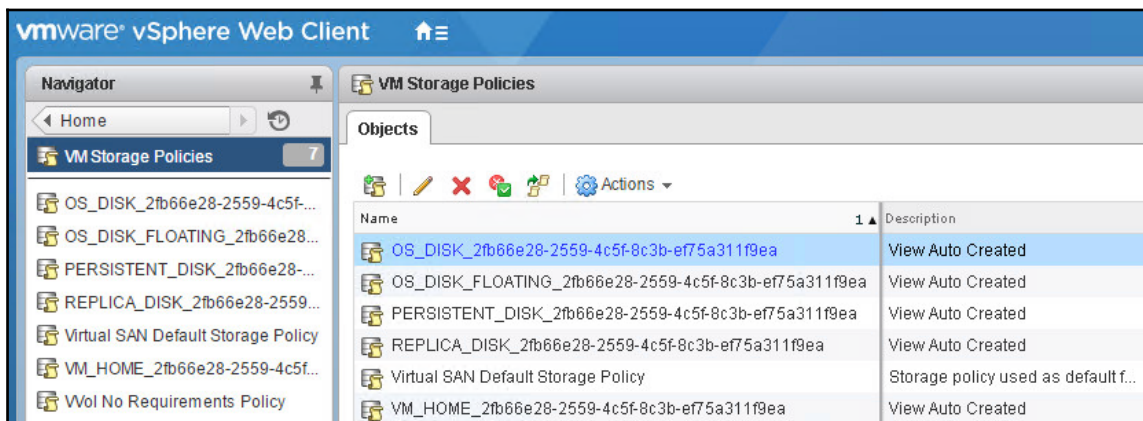 vmware® vSphere Web Client
Navigator
Home
VM Storage Policies 7
OS_DISK_2fb66e28-2559-4c5f-...
OS_DISK_FLOATING_2fb66e28...
PERSISTENT_DISK_2fb66e28-...
REPLICA_DISK_2fb66e28-2559...
Virtual SAN Default Storage Policy
VM_HOME_2fb66e28-2559-4c5f...
VVol No Requirements Policy
VM Storage Policies
Objects
Actions
Name 1 Description
OS_DISK_2fb66e28-2559-4c5f-8c3b-ef75a311f9ea View Auto Created
OS_DISK_FLOATING_2fb66e28-2559-4c5f-8c3b-ef75a311f9ea View Auto Created
PERSISTENT_DISK_2fb66e28-2559-4c5f-8c3b-ef75a311f9ea View Auto Created
REPLICA_DISK_2fb66e28-2559-4c5f-8c3b-ef75a311f9ea View Auto Created
Virtual SAN Default Storage Policy Storage policy used as default f...
VM_HOME_2fb66e28-2559-4c5f-8c3b-ef75a311f9ea View Auto Created